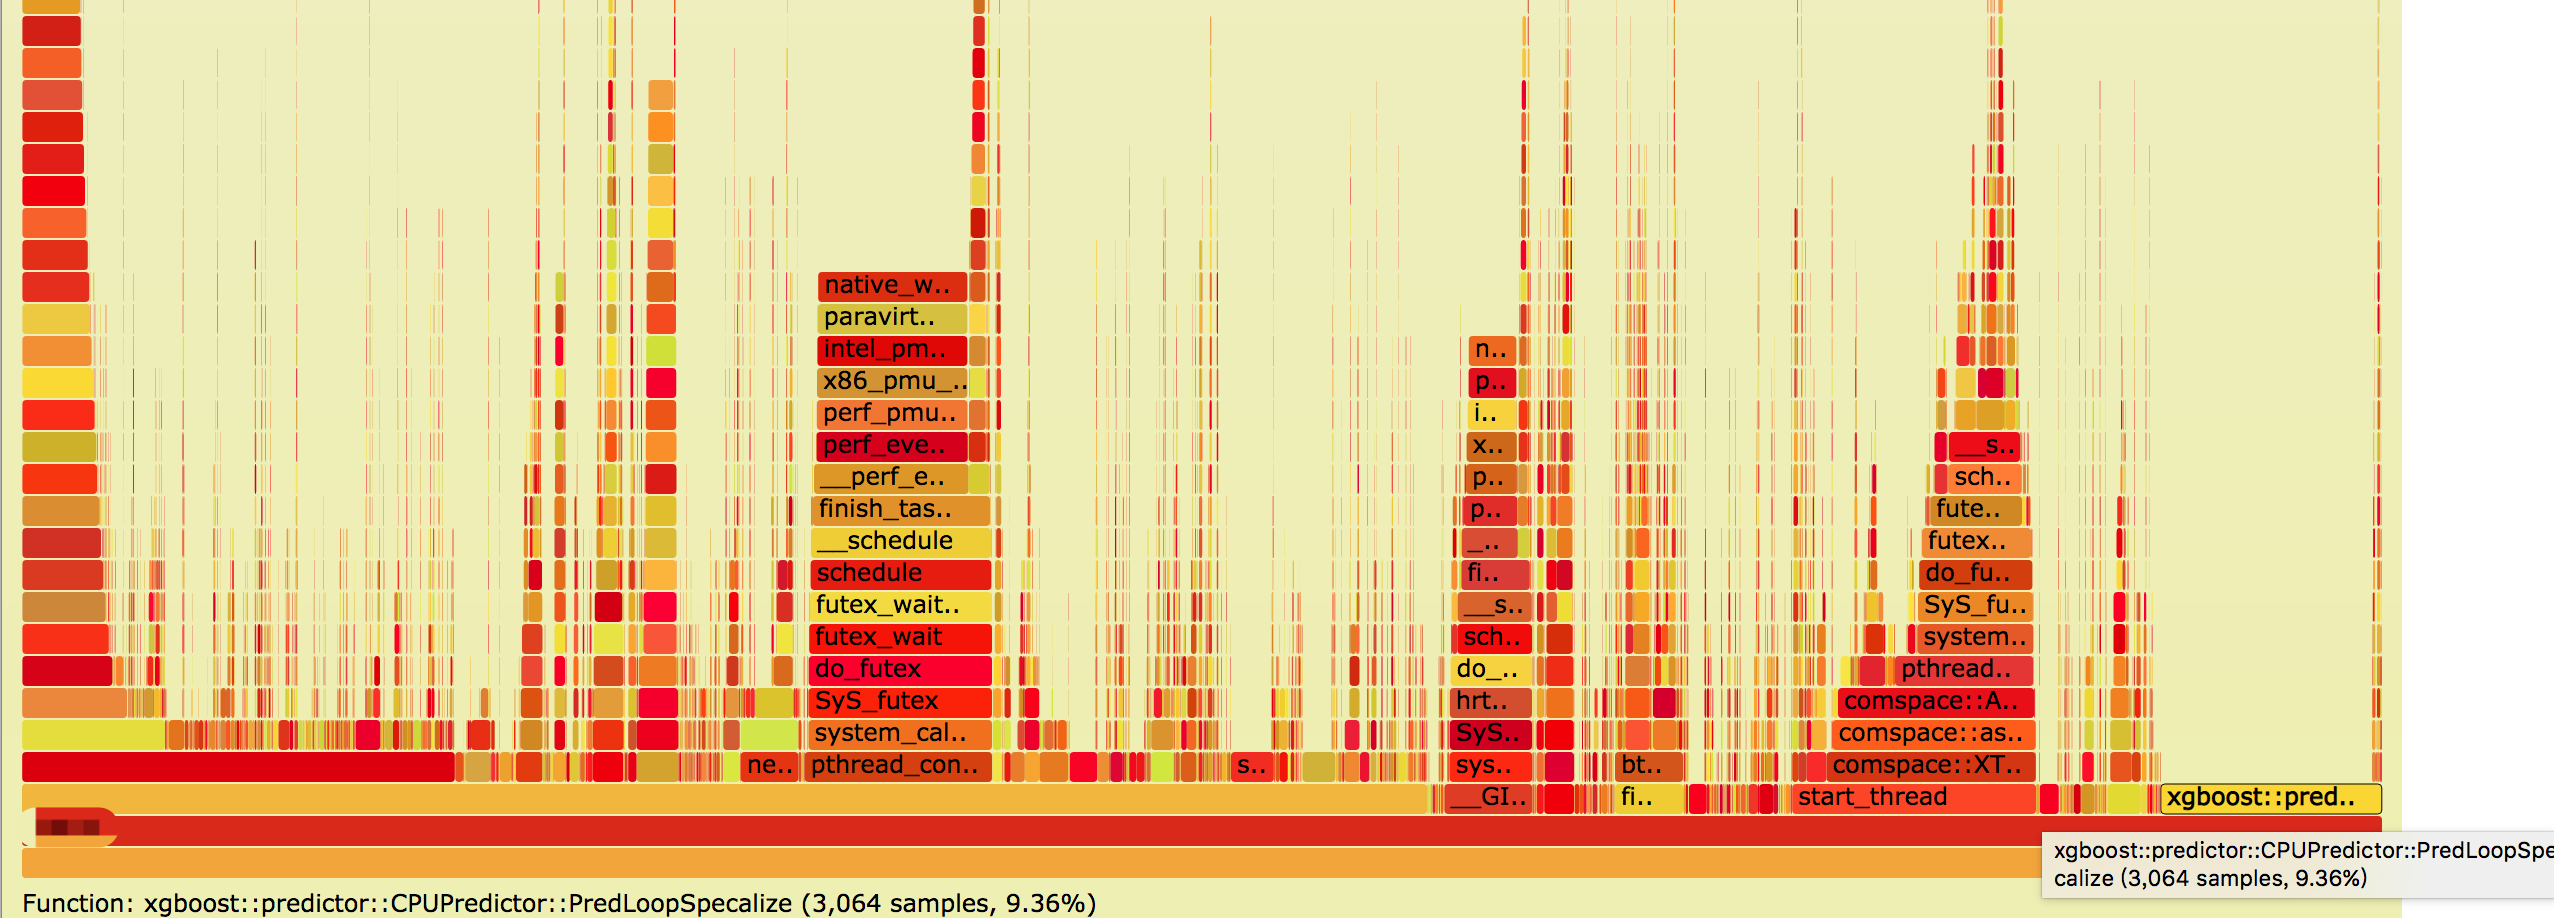 native_w..
paravirt..
intel_pm..
n..
x86_pmu_..
p..
perf_pmu..
i..
perf_eve..
x..
__s..
__perf_e..
p..
sch..
finish_tas..
p..
fute..
__schedule
_..
futex..
schedule
fi..
do_fu..
futex_wait..
__s..
SyS_fu..
futex_wait
sch..
system..
do_futex
do_..
pthread..
SyS_futex
hrt..
comspace::A..
system_cal..
SyS..
comspace::as..
ne..
pthread_con..
s..
sys..
bt..
comspace::XT..
__GI..
fi..
start_thread
xgboost::pred..
xgboost::predictor::CPUPredictor::PredLoopSpe
calize (3,064 samples, 9.36%)
Function: xgboost::predictor::CPUPredictor::PredLoopSpecalize (3,064 samples, 9.36%)